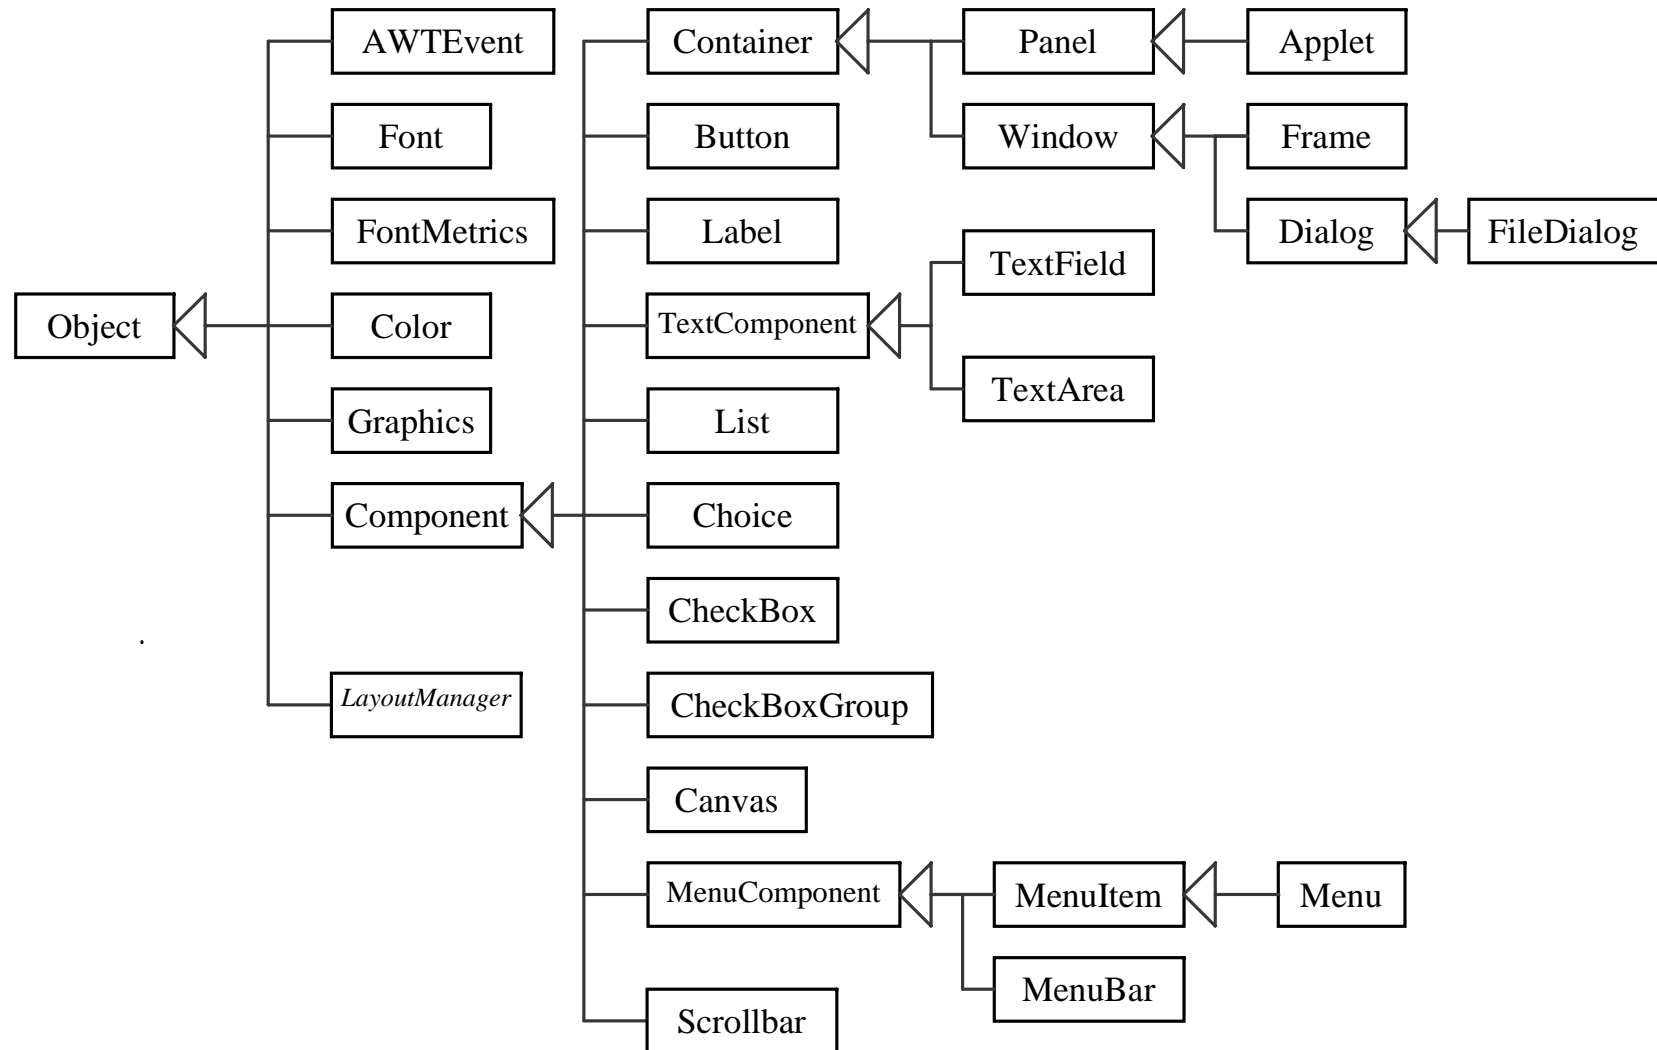 AWTEvent
Container
Panel
Applet
Font
Button
Window
Frame
FontMetrics
Label
Dialog
FileDialog
TextField
Object
Color
TextComponent
TextArea
Graphics
List
Component
Choice
CheckBox
LayoutManager
CheckBoxGroup
Canvas
MenuComponent
MenuItem
Menu
MenuBar
Scrollbar